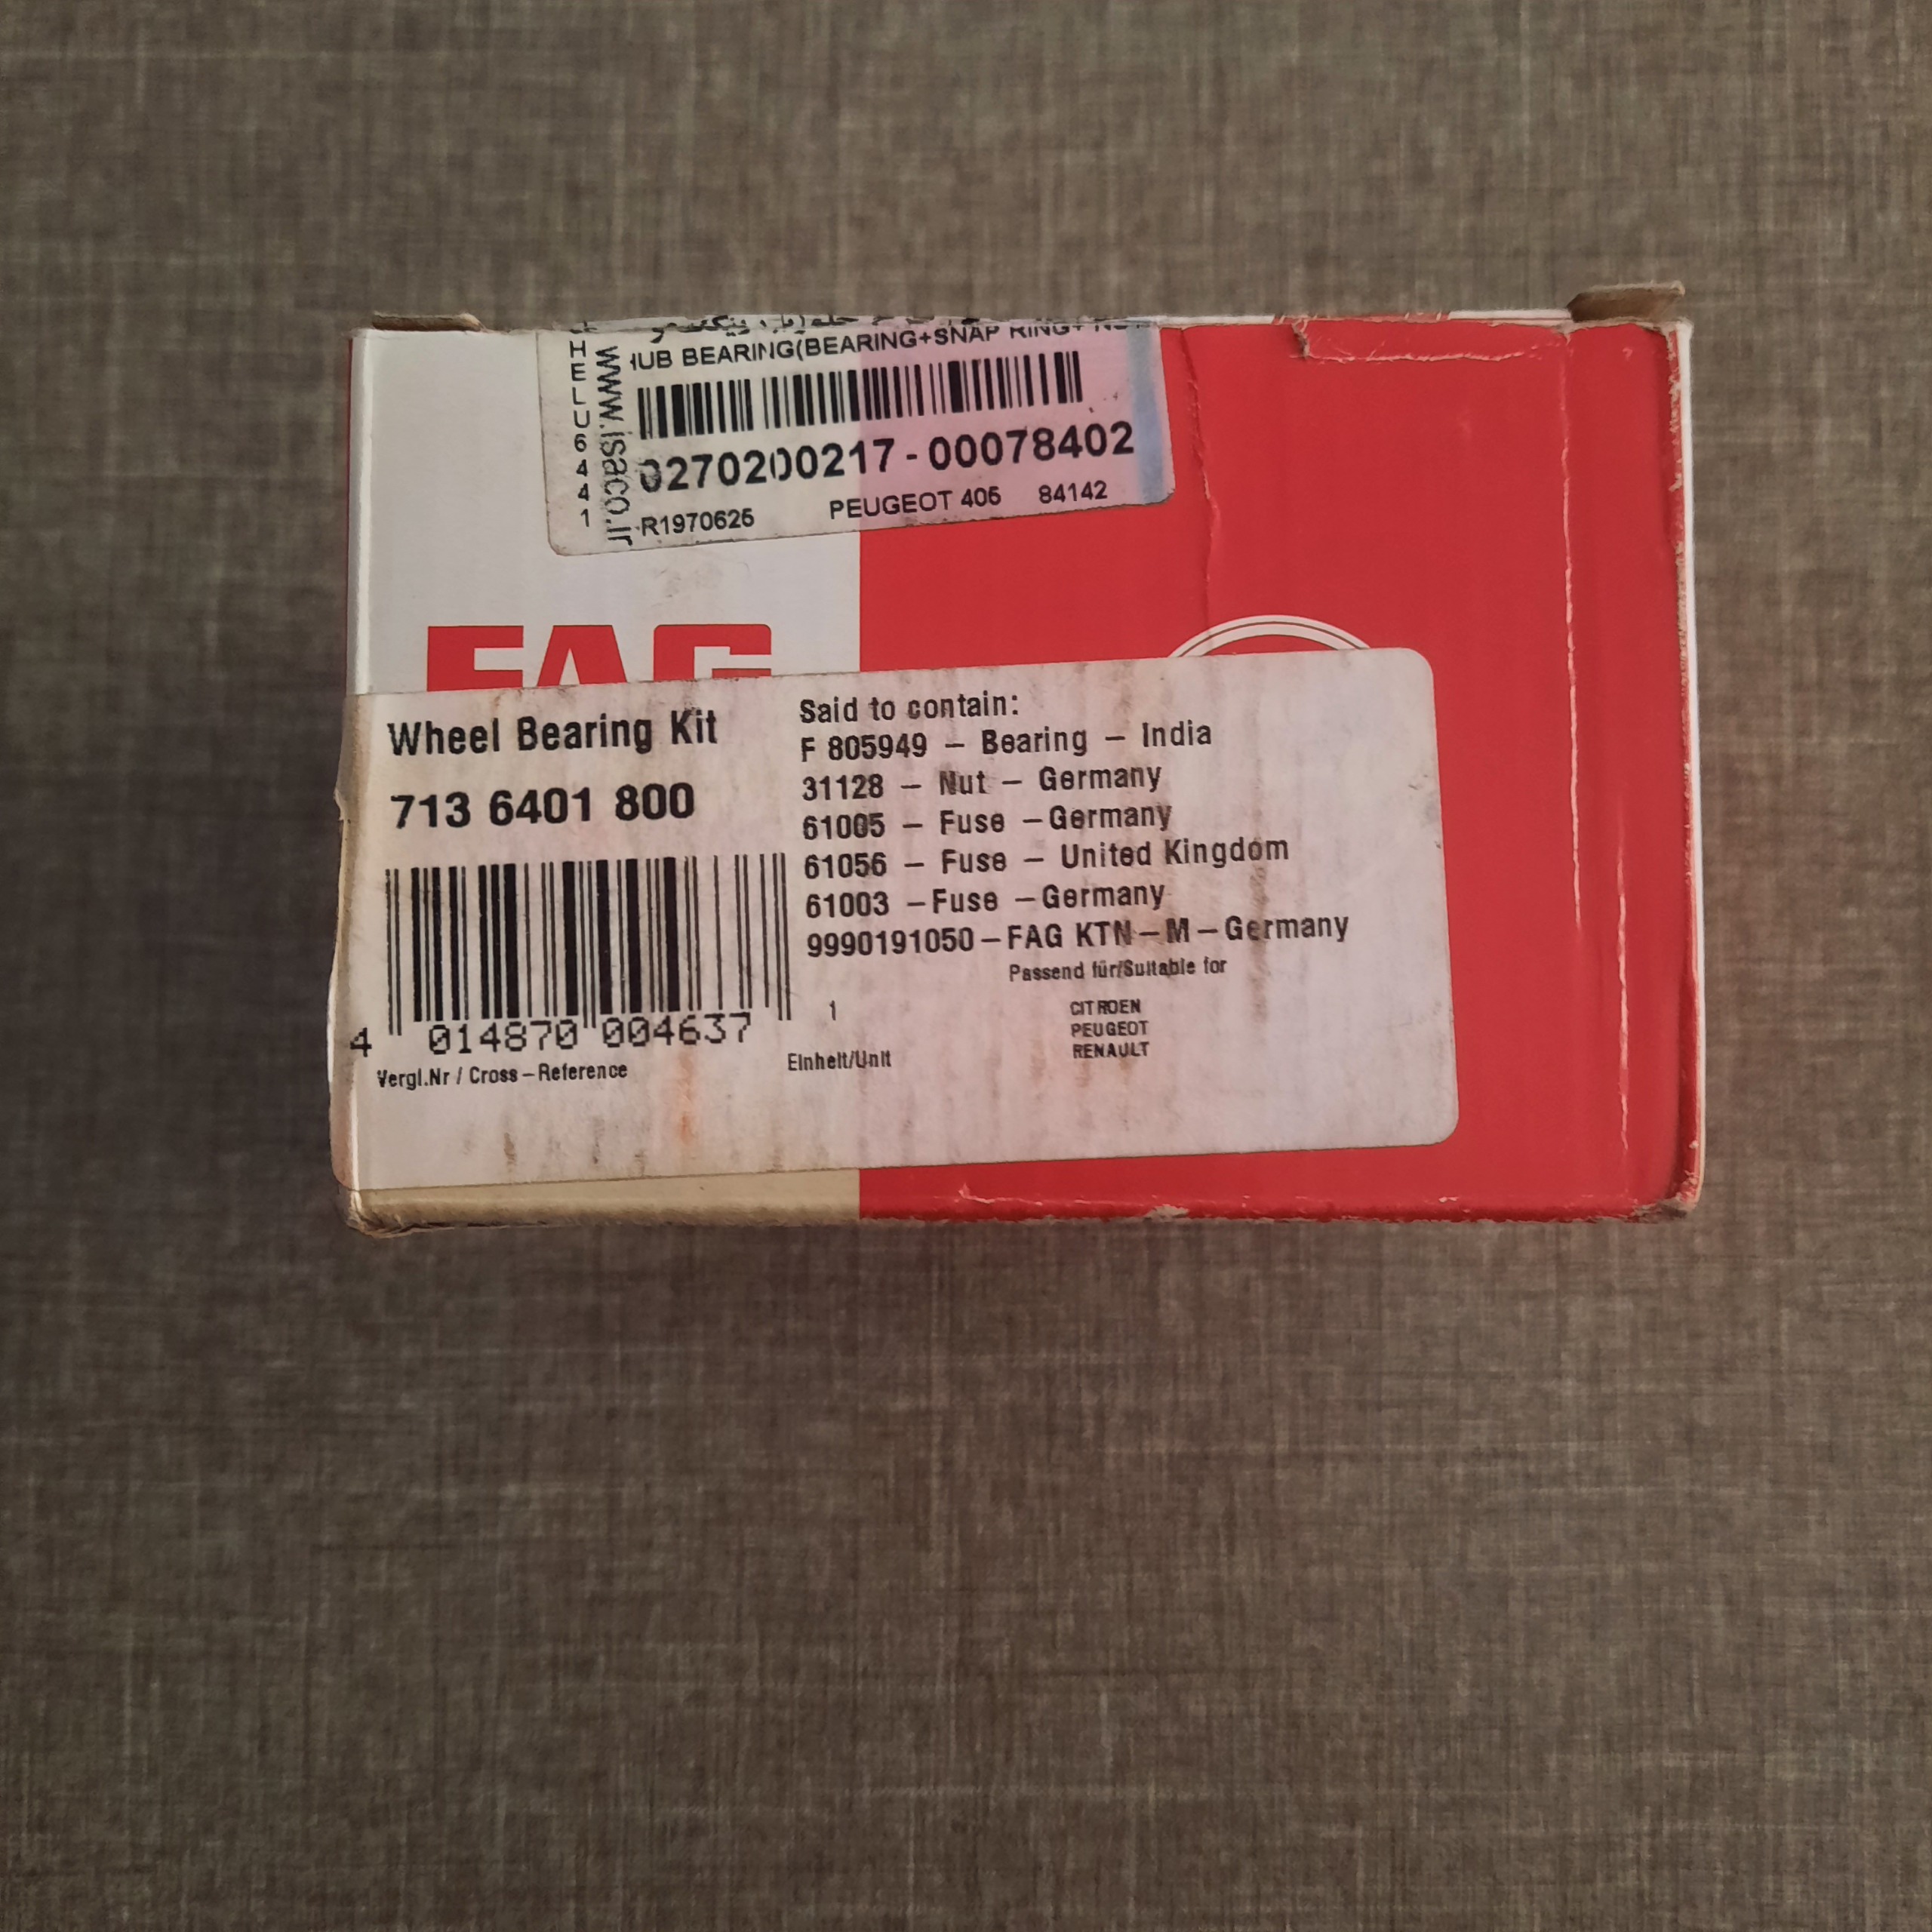 HUB BEARING(BEARING+SNAP RING+
0270200217-00078402
R1970626 PEUGEOT 406 84142
www.isaco.ir
HELU6441
FAG
Wheel Bearing Kit
713 6401 800
4 014870 004637
Vergl.Nr / Cross-Reference
1
Einheit/Unit
Said to contain:
F 805949 - Bearing - India
31128 - Nut - Germany
61005 - Fuse -Germany
61056 - Fuse - United Kingdom
61003 -Fuse -Germany
9990191050-FAG KTN-M-Germany
Passend für/Suitable for
CITROEN
PEUGEOT
RENAULT